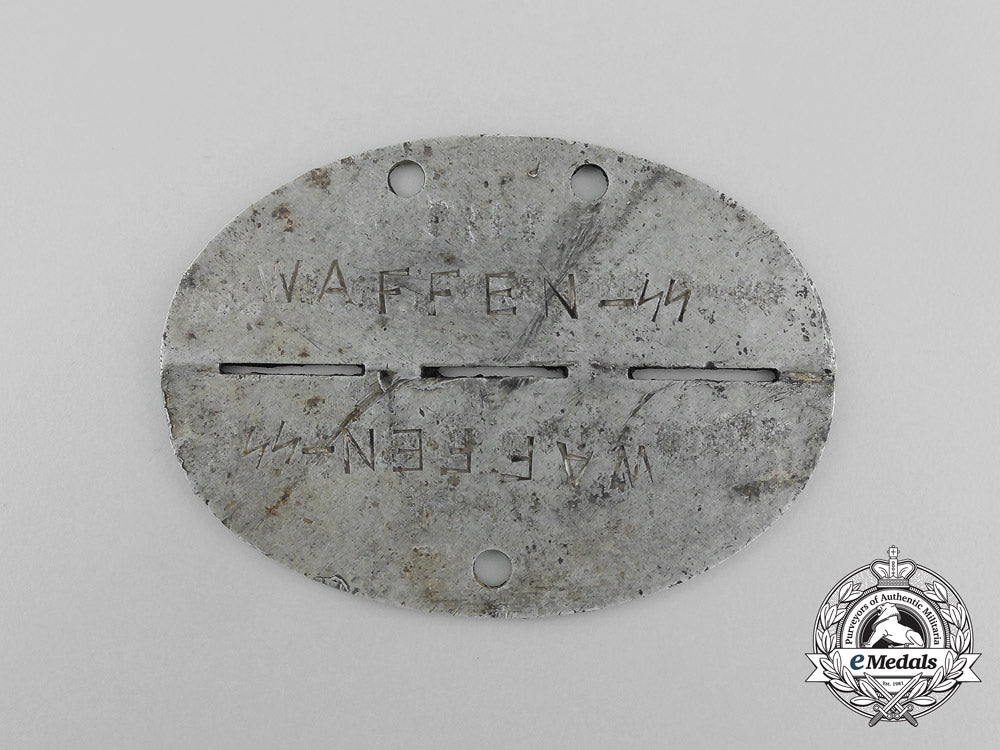 WAFFEN-ᛋᛋ
WAFFEN-ᛋᛋ
Purveyors of Authentic Militaria
eMedals
Est. 1981